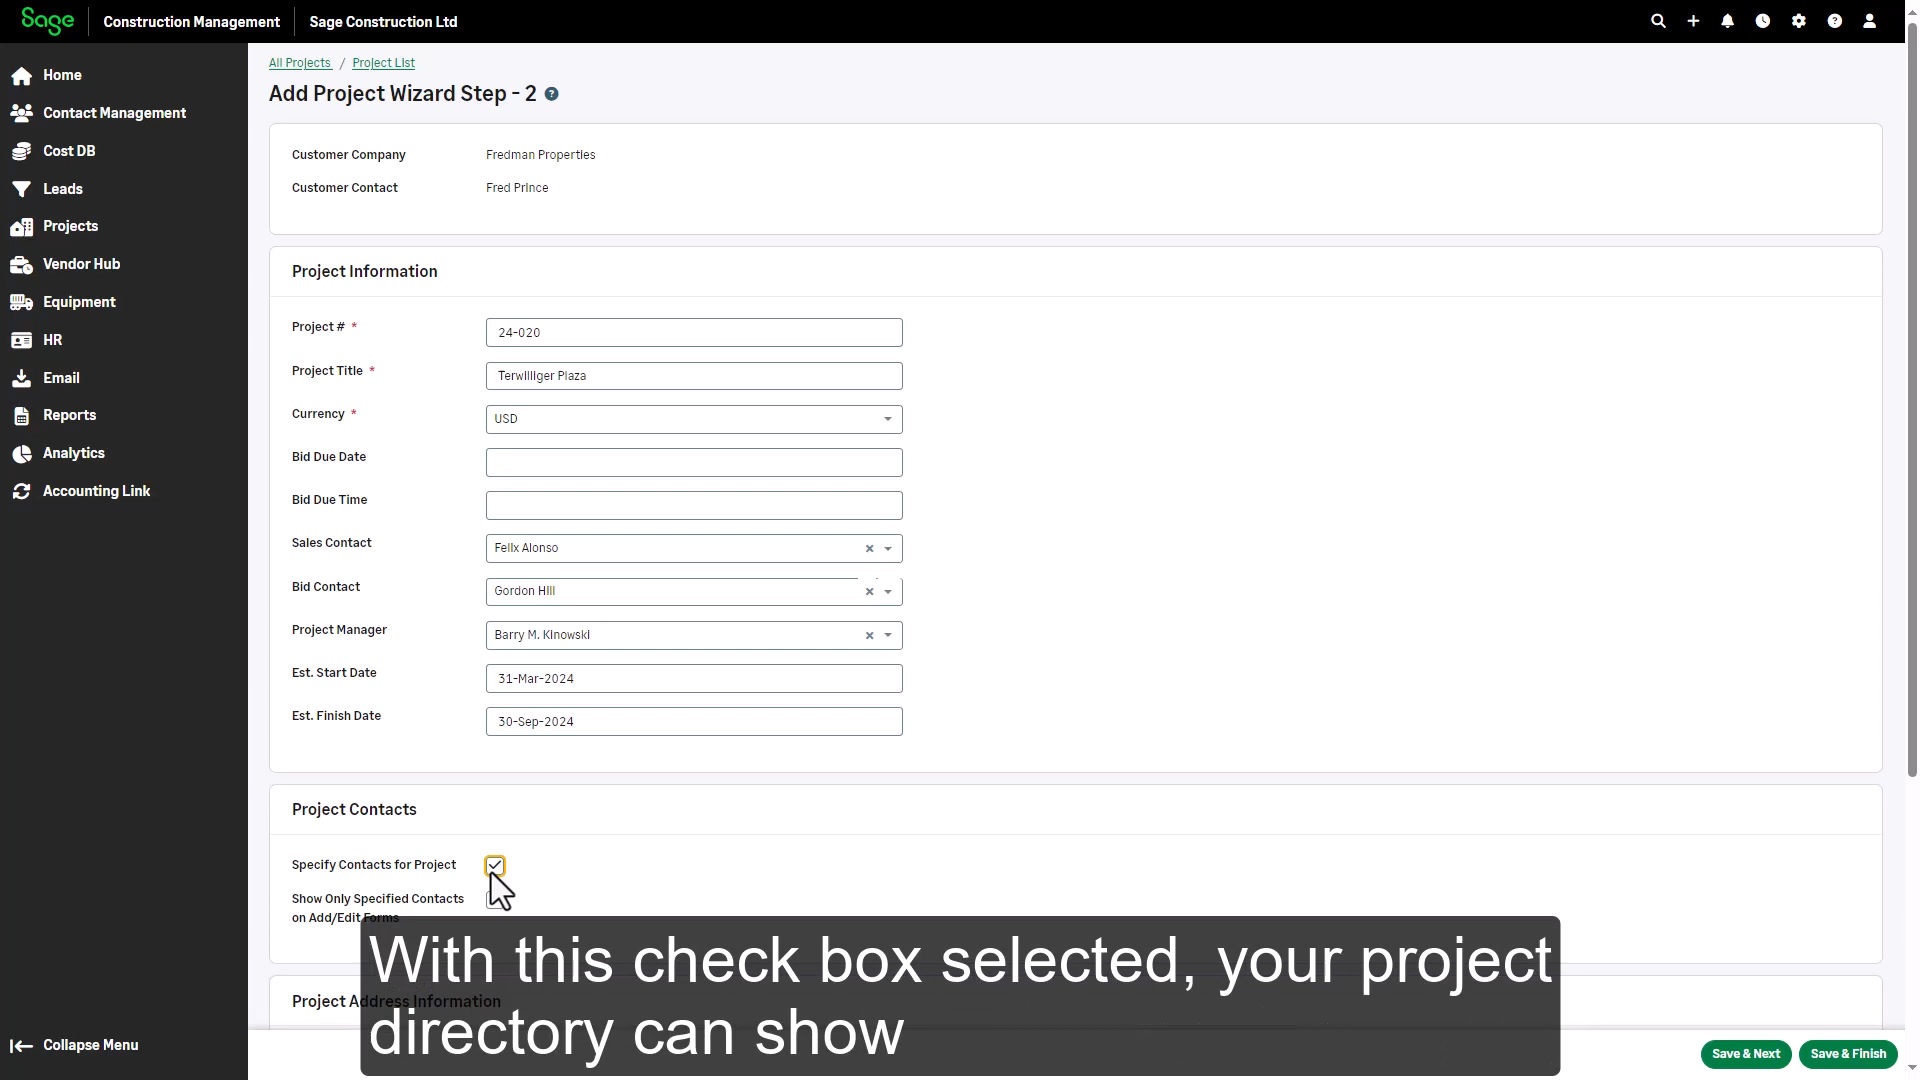 Sage
Construction Management
Sage Construction Ltd
Home
Contact Management
Cost DB
Leads
Projects
Vendor Hub
Equipment
HR
Email
Reports
Analytics
Accounting Link
Collapse Menu
All Projects / Project List
Add Project Wizard Step - 2
Customer Company Fredman Properties
Customer Contact Fred Prince
Project Information
Project # * 24-020
Project Title * Terwilliger Plaza
Currency * USD
Bid Due Date
Bid Due Time
Sales Contact Felix Alonso
Bid Contact Gordon Hill
Project Manager Barry M. Kinowski
Est. Start Date 31-Mar-2024
Est. Finish Date 30-Sep-2024
Project Contacts
Specify Contacts for Project
Show Only Specified Contacts
on Add/Edit Forms
Project Address Information
With this check box selected, your project
directory can show
Save & Next
Save & Finish